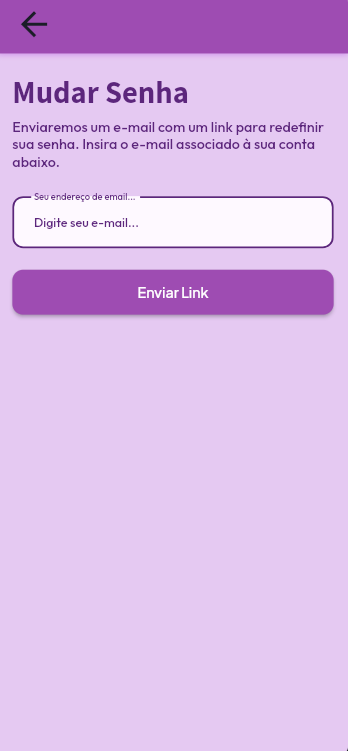 Mudar Senha
Enviaremos um e-mail com um link para redefinir
sua senha. Insira o e-mail associado à sua conta
abaixo.
Seu endereço de email...
Digite seu e-mail...
Enviar Link